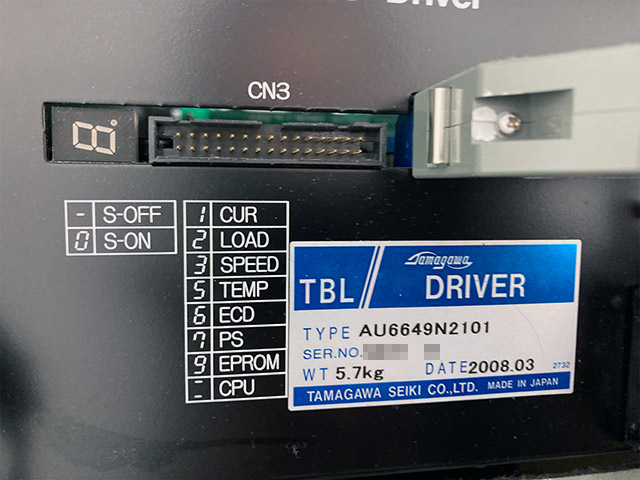 Driver
CN3
- S-OFF
0 S-ON
1 CUR
2 LOAD
3 SPEED
5 TEMP
6 ECD
7 PS
9 EPROM
CPU
Tamagawa
TBL DRIVER
TYPE AU6649N2101
SER.NO.
WT 5.7kg DATE 2008.03 2732
TAMAGAWA SEIKI CO.,LTD. MADE IN JAPAN